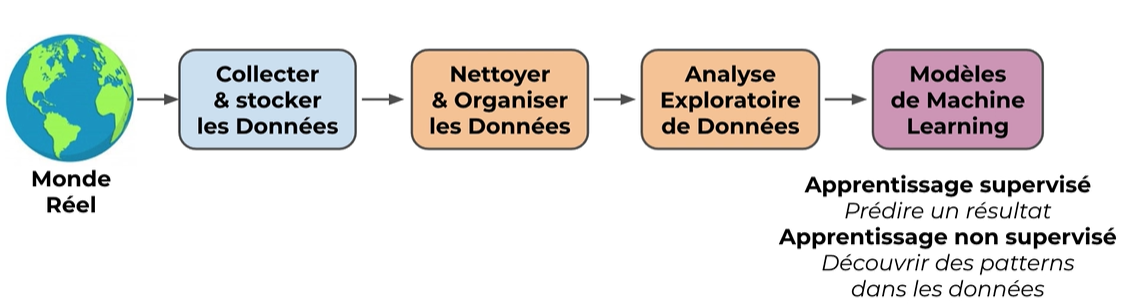 Monde
Réel
Collecter
& stocker
les Données
Nettoyer
& Organiser
les Données
Analyse
Exploratoire
de Données
Modèles
de Machine
Learning
Apprentissage supervisé
Prédire un résultat
Apprentissage non supervisé
Découvrir des patterns
dans les données